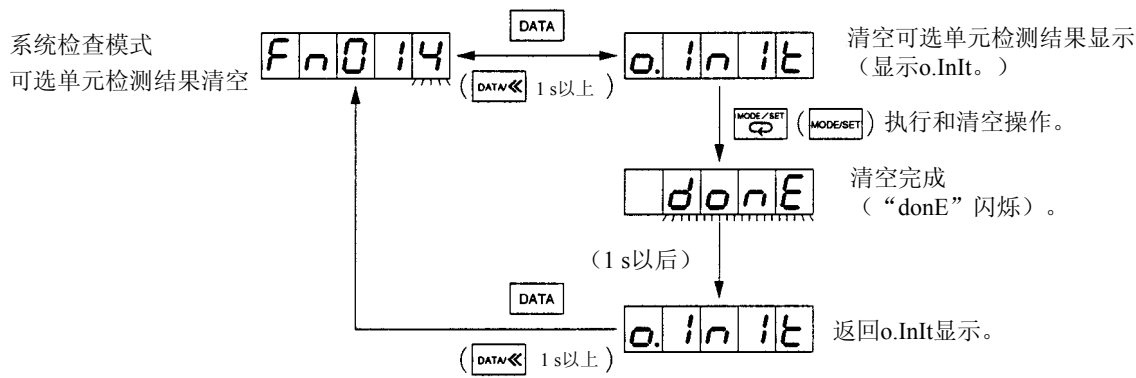 系统检查模式
可选单元检测结果清空
Fn014
DATA
(DATA/≪ 1 s以上)
o.InIt
清空可选单元检测结果显示
（显示o.InIt。）
MODE/SET (MODE/SET) 执行和清空操作。
donE
清空完成
（“donE”闪烁）。
（1 s以后）
DATA
(DATA/≪ 1 s以上)
o.InIt
返回o.InIt显示。